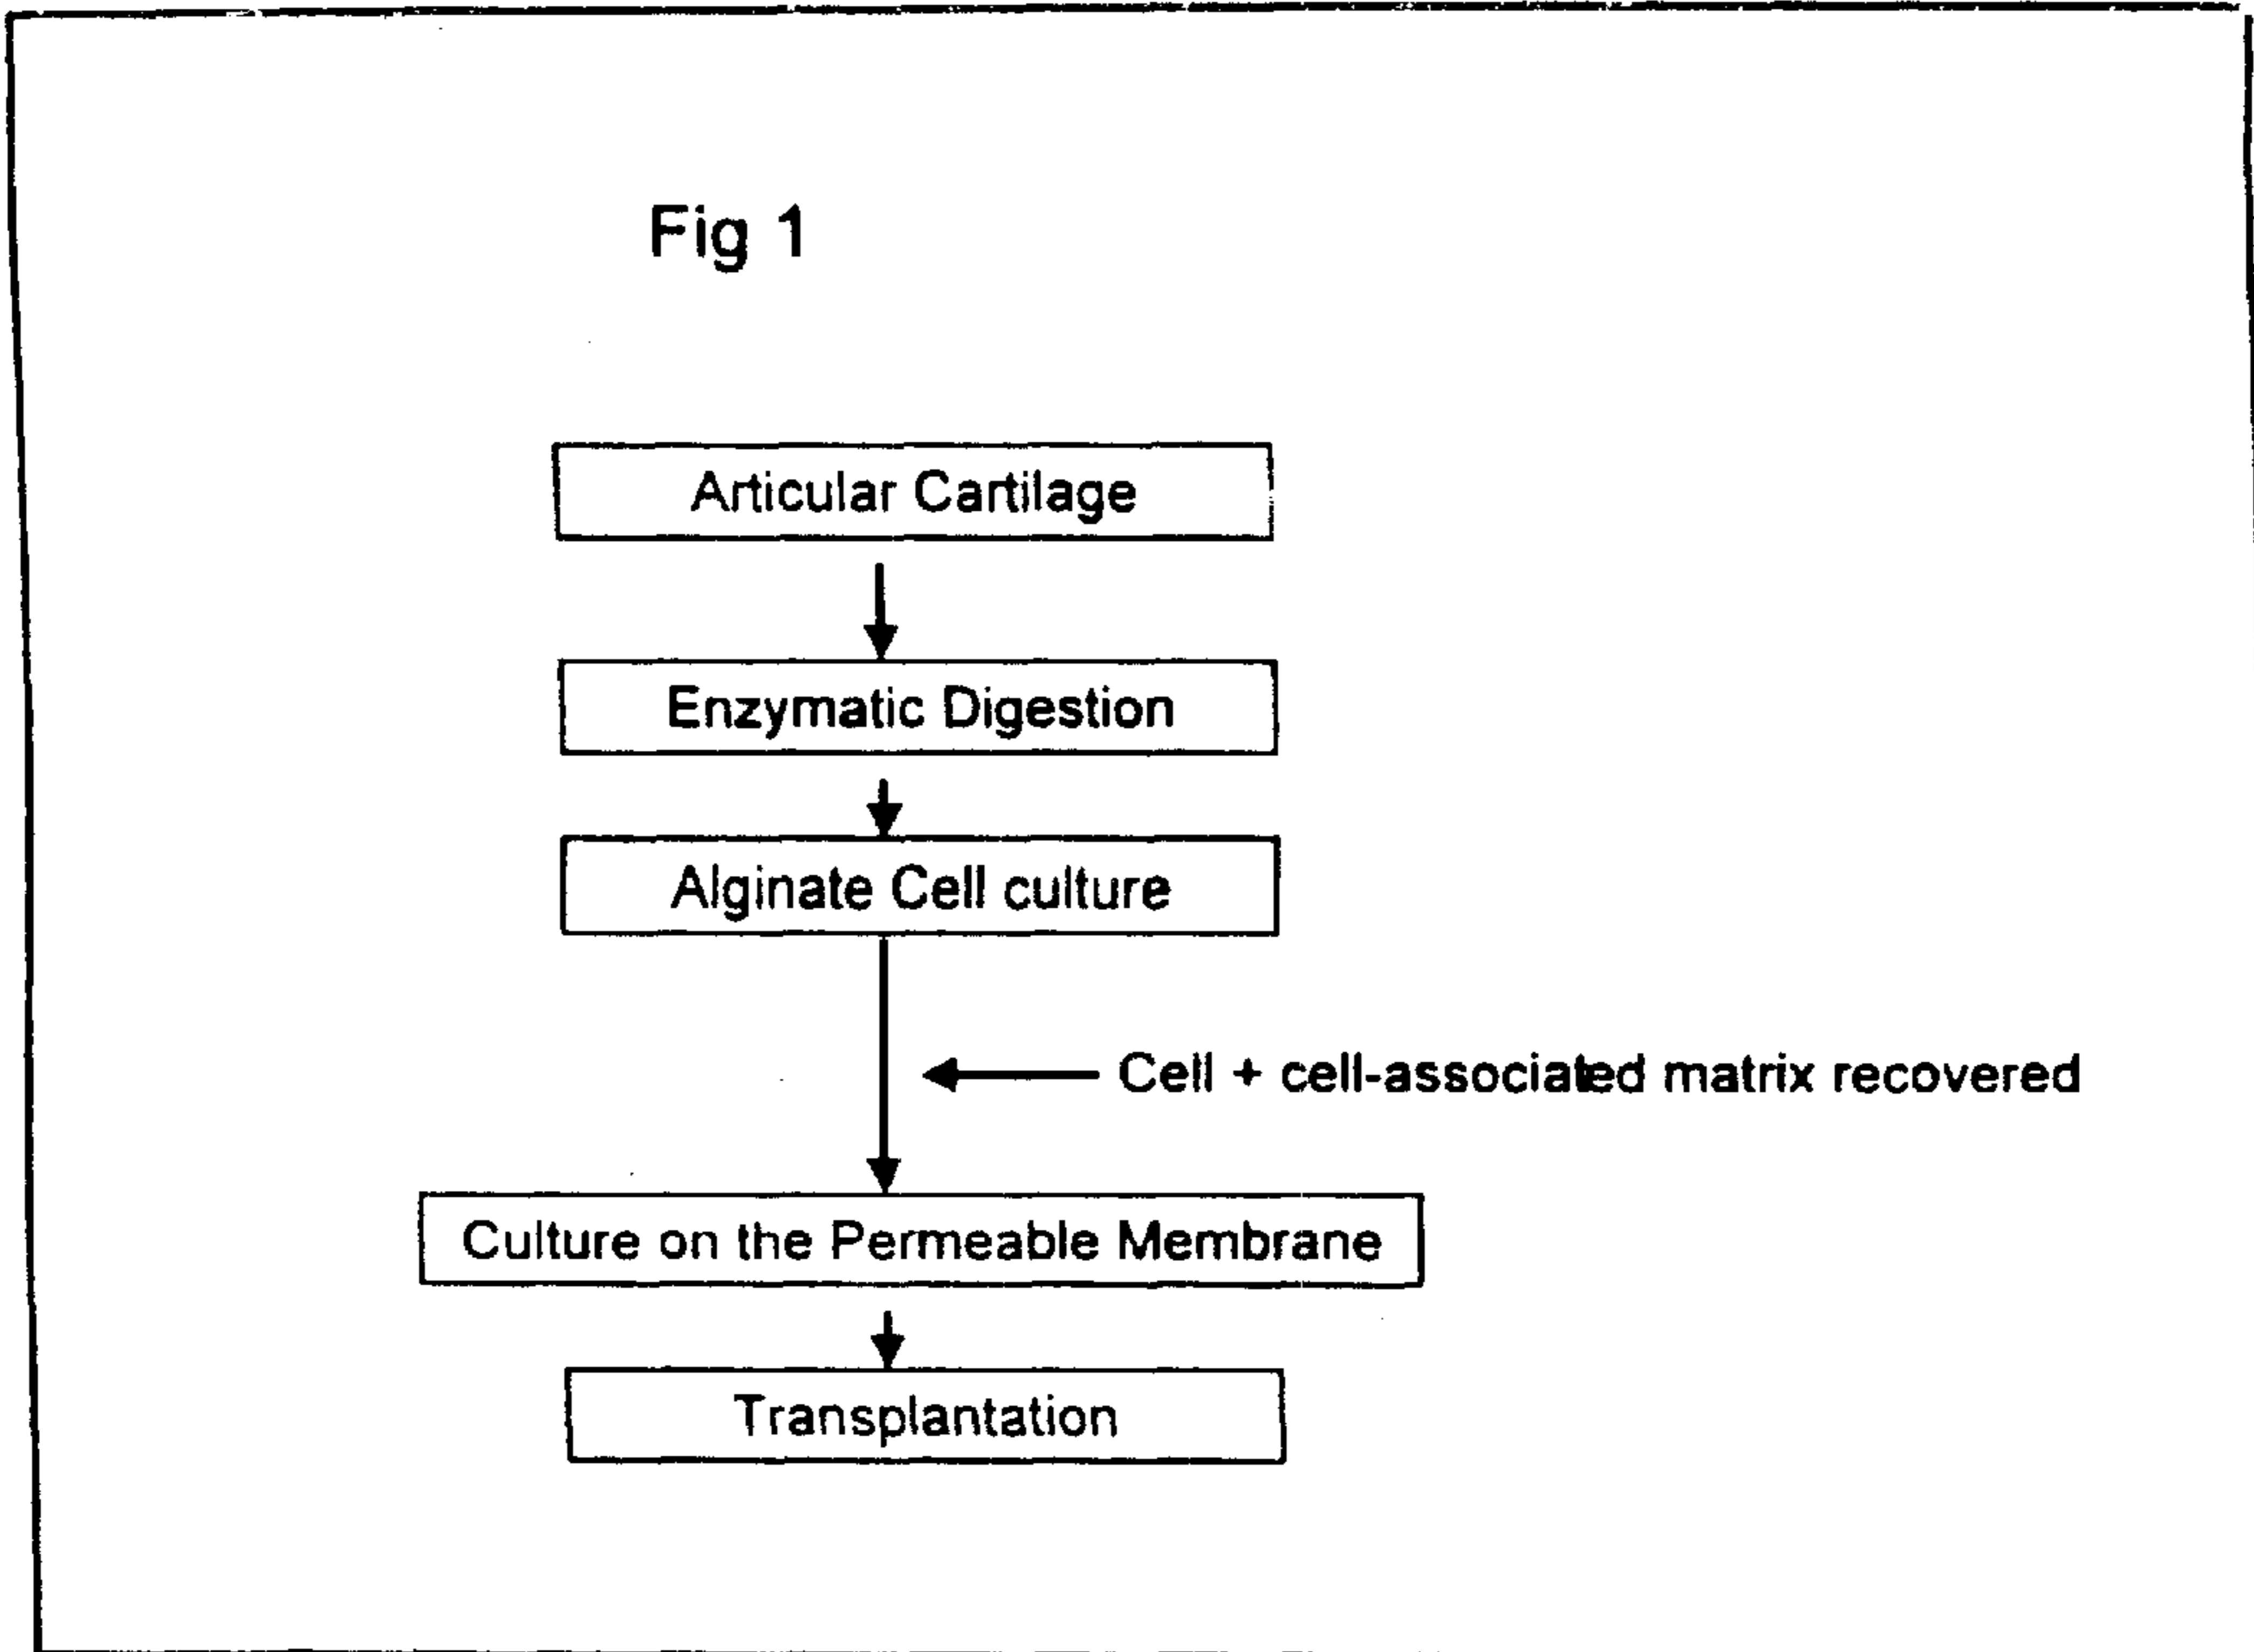 Fig 1
Articular Cartilage
Enzymatic Digestion
Alginate Cell culture
Cell + cell-associated matrix recovered
Culture on the Permeable Membrane
Transplantation